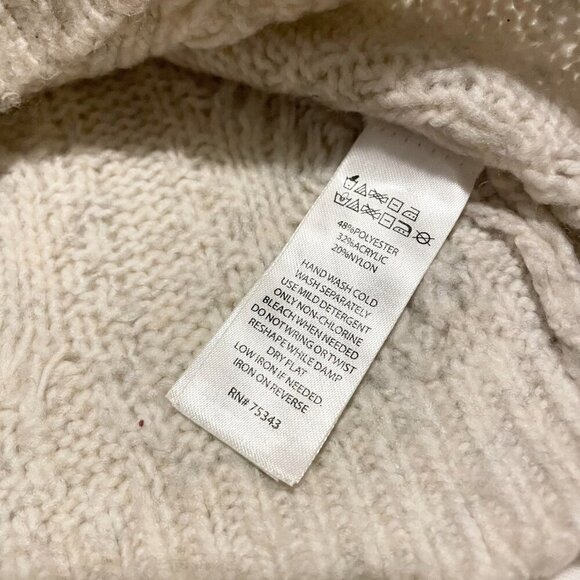 48%POLYESTER
32%ACRYLIC
20%NYLON
HAND WASH COLD
WASH SEPARATELY
USE MILD DETERGENT
ONLY NON-CHLORINE
BLEACH WHEN NEEDED
DO NOT WRING OR TWIST
RESHAPE WHILE DAMP
DRY FLAT
LOW IRON IF NEEDED.
IRON ON REVERSE
RN# 75343